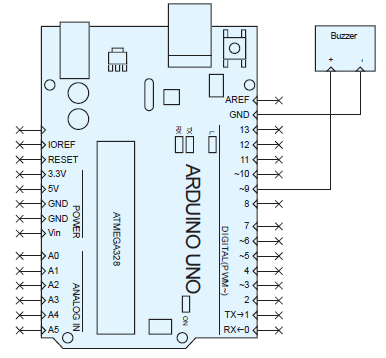 Buzzer
+ -
AREF
GND
13
12
11
~10
~9
8
7
~6
~5
4
~3
2
TX→1
RX←0
IOREF
RESET
3.3V
5V
GND
GND
Vin
A0
A1
A2
A3
A4
A5
POWER
ANALOG IN
ATMEGA328
RX
TX
L
ARDUINO UNO
DIGITAL(PWM~)
ON